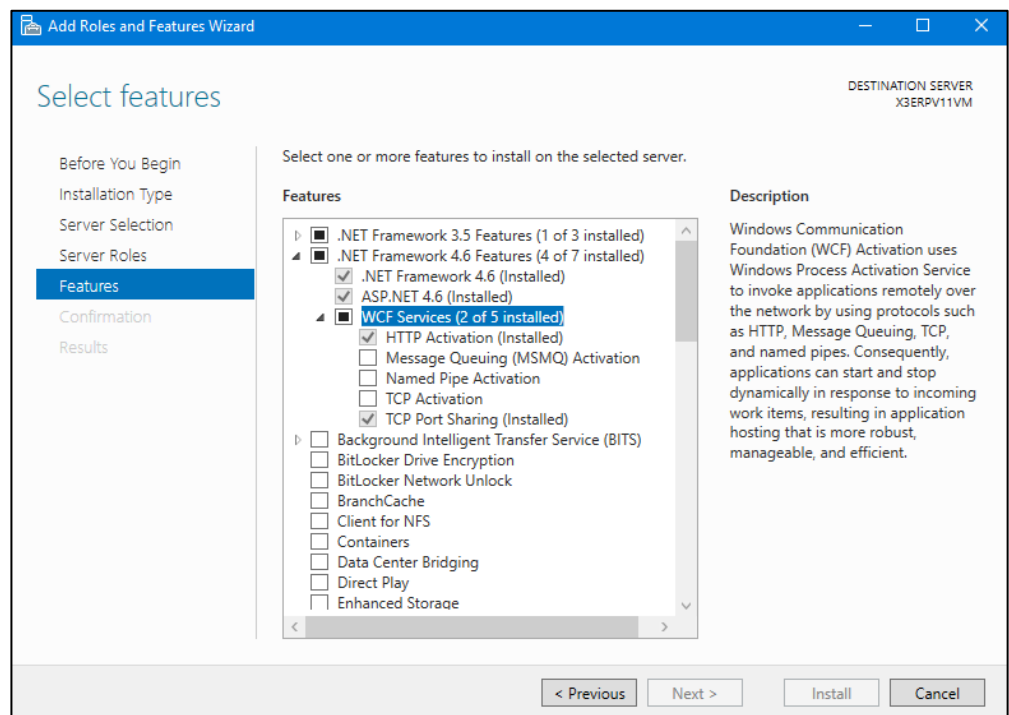 Add Roles and Features Wizard
Select features
DESTINATION SERVER
X3ERPV11VM
Before You Begin
Installation Type
Server Selection
Server Roles
Features
Confirmation
Results
Select one or more features to install on the selected server.
Features
.NET Framework 3.5 Features (1 of 3 installed)
.NET Framework 4.6 Features (4 of 7 installed)
.NET Framework 4.6 (Installed)
ASP.NET 4.6 (Installed)
WCF Services (2 of 5 installed)
HTTP Activation (Installed)
Message Queuing (MSMQ) Activation
Named Pipe Activation
TCP Activation
TCP Port Sharing (Installed)
Background Intelligent Transfer Service (BITS)
BitLocker Drive Encryption
BitLocker Network Unlock
BranchCache
Client for NFS
Containers
Data Center Bridging
Direct Play
Enhanced Storage
Description
Windows Communication
Foundation (WCF) Activation uses
Windows Process Activation Service
to invoke applications remotely over
the network by using protocols such
as HTTP, Message Queuing, TCP,
and named pipes. Consequently,
applications can start and stop
dynamically in response to incoming
work items, resulting in application
hosting that is more robust,
manageable, and efficient.
< Previous
Next >
Install
Cancel